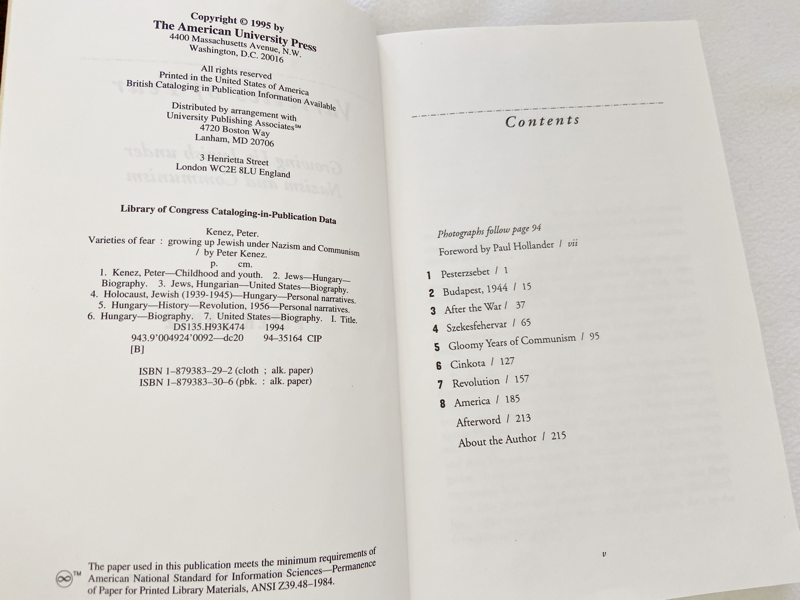 Copyright © 1995 by
The American University Press
4400 Massachusetts Avenue, N.W.
Washington, D.C. 20016
All rights reserved
Printed in the United States of America
British Cataloging in Publication Information Available
Distributed by arrangement with
University Publishing Associates℠
4720 Boston Way
Lanham, MD 20706
3 Henrietta Street
London WC2E 8LU England
Library of Congress Cataloging-in-Publication Data
Kenez, Peter.
Varieties of fear : growing up Jewish under Nazism and Communism
/ by Peter Kenez.
p. cm.
1. Kenez, Peter—Childhood and youth. 2. Jews—Hungary—
Biography. 3. Jews, Hungarian—United States—Biography.
4. Holocaust, Jewish (1939-1945)—Hungary—Personal narratives.
5. Hungary—History—Revolution, 1956—Personal narratives.
6. Hungary—Biography. 7. United States—Biography. I. Title.
DS135.H93K474 1994
943.9'004924'0092—dc20 94-35164 CIP
[B]
ISBN 1-879383-29-2 (cloth ; alk. paper)
ISBN 1-879383-30-6 (pbk. : alk. paper)
∞™ The paper used in this publication meets the minimum requirements of
American National Standard for Information Sciences—Permanence
of Paper for Printed Library Materials, ANSI Z39.48-1984.
Contents
Photographs follow page 94
Foreword by Paul Hollander / vii
1 Pesterzsebet / 1
2 Budapest, 1944 / 15
3 After the War / 37
4 Szekesfehervar / 65
5 Gloomy Years of Communism / 95
6 Cinkota / 127
7 Revolution / 157
8 America / 185
Afterword / 213
About the Author / 215
v